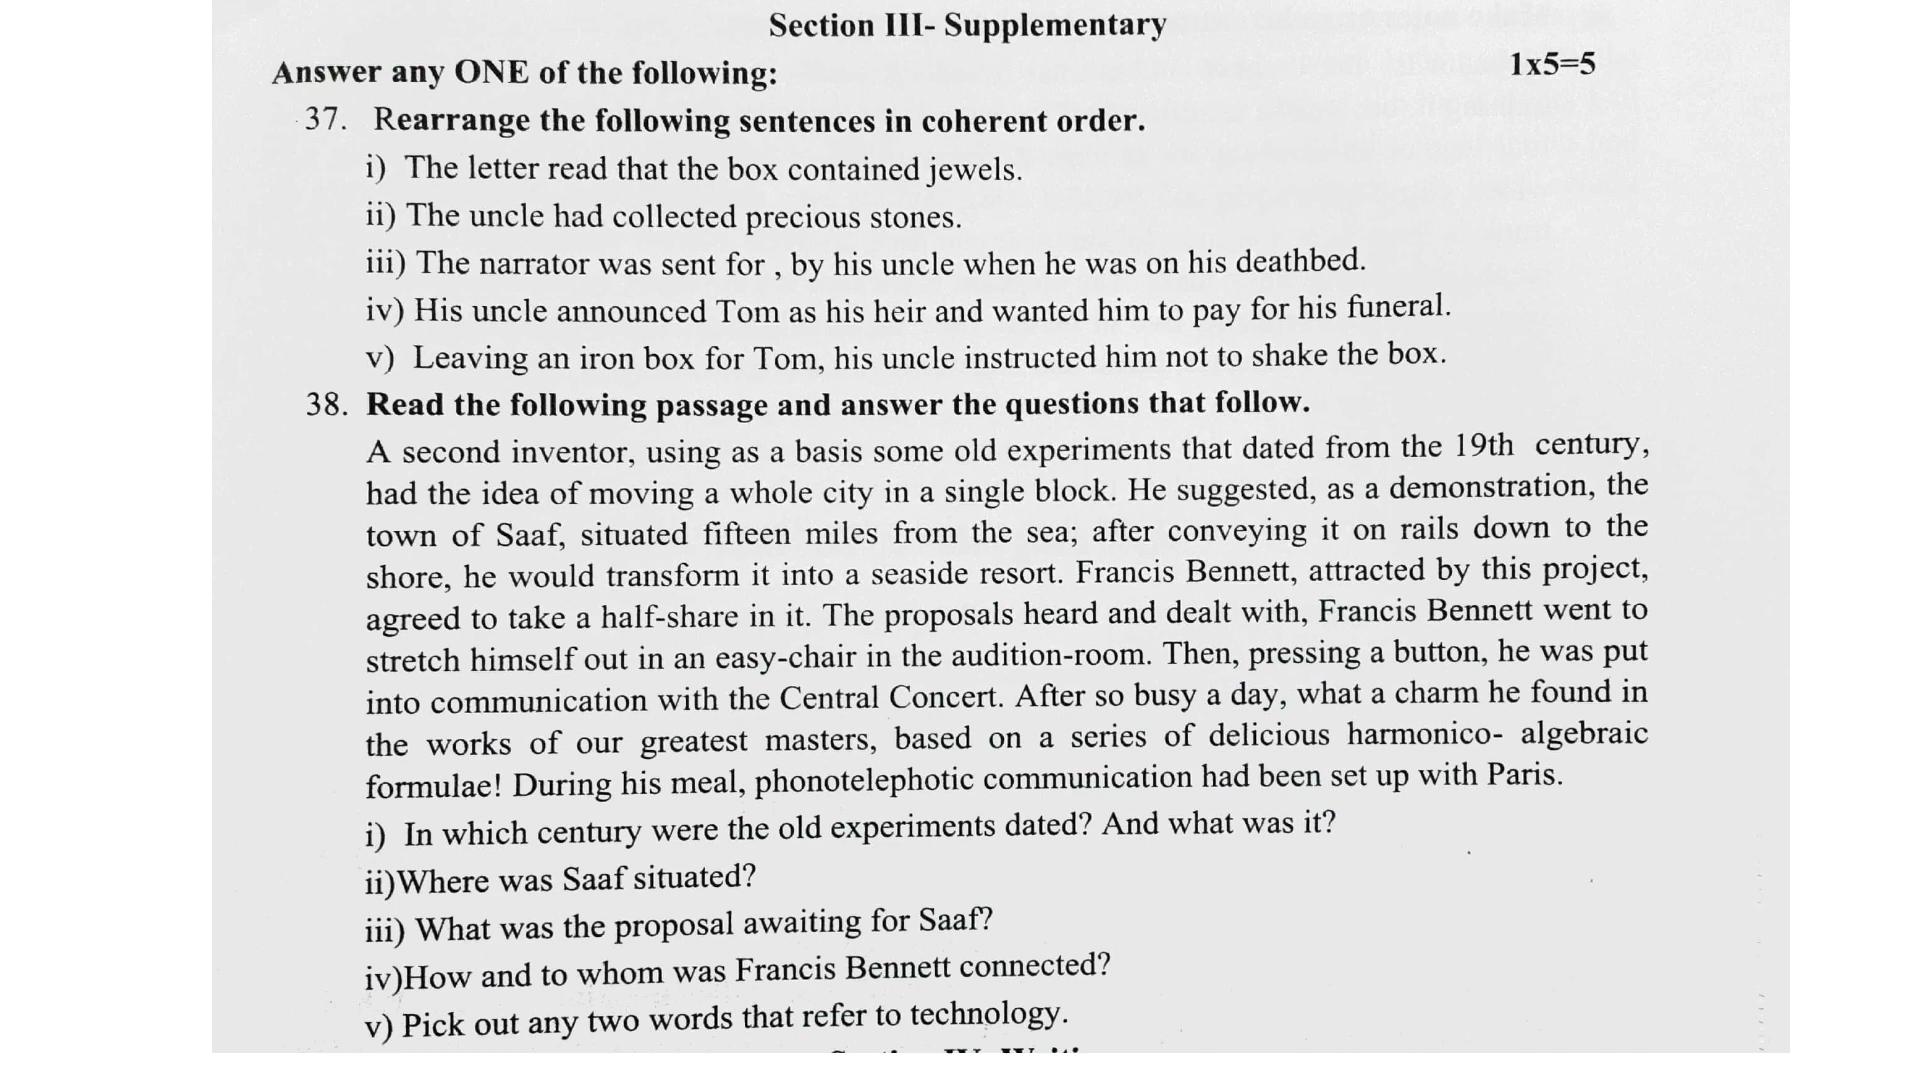 Section III- Supplementary
Answer any ONE of the following: 1x5=5
37. Rearrange the following sentences in coherent order.
i) The letter read that the box contained jewels.
ii) The uncle had collected precious stones.
iii) The narrator was sent for , by his uncle when he was on his deathbed.
iv) His uncle announced Tom as his heir and wanted him to pay for his funeral.
v) Leaving an iron box for Tom, his uncle instructed him not to shake the box.
38. Read the following passage and answer the questions that follow.
A second inventor, using as a basis some old experiments that dated from the 19th century,
had the idea of moving a whole city in a single block. He suggested, as a demonstration, the
town of Saaf, situated fifteen miles from the sea; after conveying it on rails down to the
shore, he would transform it into a seaside resort. Francis Bennett, attracted by this project,
agreed to take a half-share in it. The proposals heard and dealt with, Francis Bennett went to
stretch himself out in an easy-chair in the audition-room. Then, pressing a button, he was put
into communication with the Central Concert. After so busy a day, what a charm he found in
the works of our greatest masters, based on a series of delicious harmonico- algebraic
formulae! During his meal, phonotelephotic communication had been set up with Paris.
i) In which century were the old experiments dated? And what was it?
ii)Where was Saaf situated?
iii) What was the proposal awaiting for Saaf?
iv)How and to whom was Francis Bennett connected?
v) Pick out any two words that refer to technology.